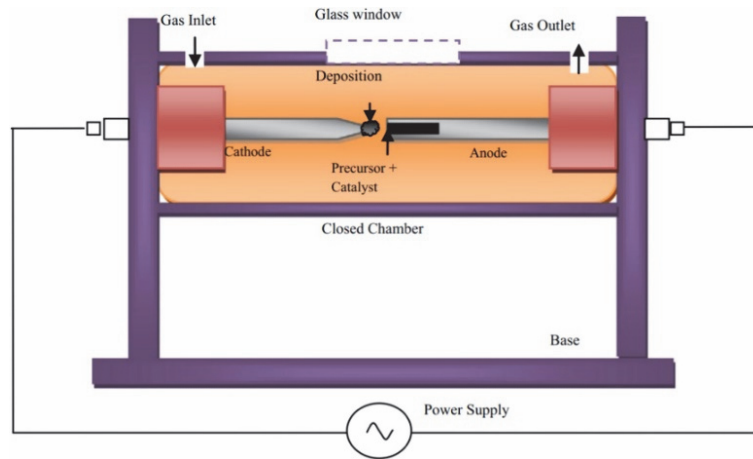 Glass window
Gas Inlet
Gas Outlet
Deposition
Cathode
Anode
Precursor +
Catalyst
Closed Chamber
Base
Power Supply